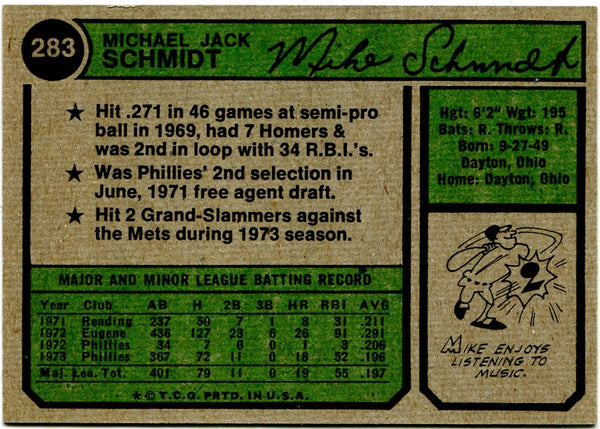 283
MICHAEL JACK
SCHMIDT
Mike Schmidt
★ Hit .271 in 46 games at semi-pro
ball in 1969, had 7 Homers &
was 2nd in loop with 34 R.B.I.'s.
★ Was Phillies' 2nd selection in
June, 1971 free agent draft.
★ Hit 2 Grand-Slammers against
the Mets during 1973 season.
Hgt: 6'2" Wgt: 195
Bats: R. Throws: R.
Born: 9-27-49
Dayton, Ohio
Home: Dayton, Ohio
2
MIKE ENJOYS
LISTENING TO
MUSIC.
MAJOR AND MINOR LEAGUE BATTING RECORD
Year Club AB H 2B 3B HR RBI AVG
1971 Reading 237 50 7 1 8 31 .211
1972 Eugene 436 127 23 0 26 91 .291
1972 Phillies 34 7 0 0 1 3 .206
1973 Phillies 367 72 11 0 18 52 .196
Maj. Lea. Tot. 401 79 11 0 19 55 .197
* © T.C.G. PRTD. IN U.S.A.